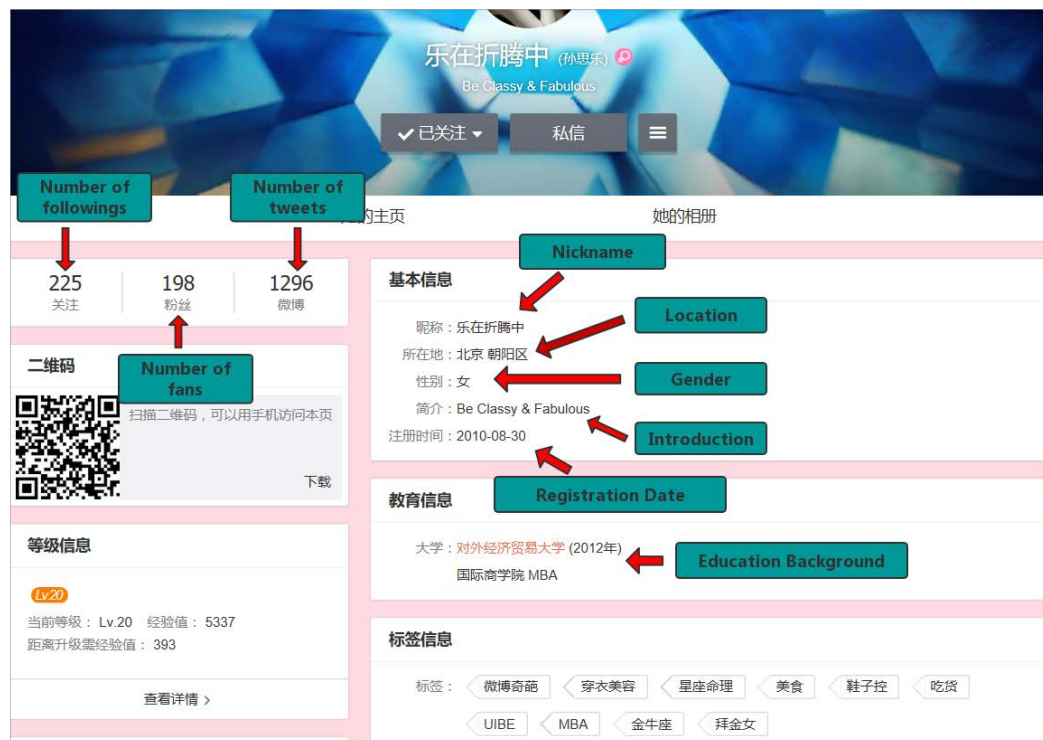 乐在折腾中 (孙思乐)
Be Classy & Fabulous
已关注
私信
Number of followings
Number of tweets
的主页
她的相册
225
198
1296
关注
粉丝
微博
Number of fans
二维码
扫描二维码，可以用手机访问本页
下载
等级信息
Lv20
当前等级： Lv.20 经验值： 5337
距离升级需经验值： 393
查看详情 >
Nickname
基本信息
昵称：乐在折腾中
Location
所在地：北京 朝阳区
性别：女
Gender
简介：Be Classy & Fabulous
Introduction
注册时间：2010-08-30
Registration Date
教育信息
大学：对外经济贸易大学 (2012年)
国际商学院 MBA
Education Background
标签信息
标签： 微博奇葩 穿衣美容 星座命理 美食 鞋子控 吃货
UIBE MBA 金牛座 拜金女